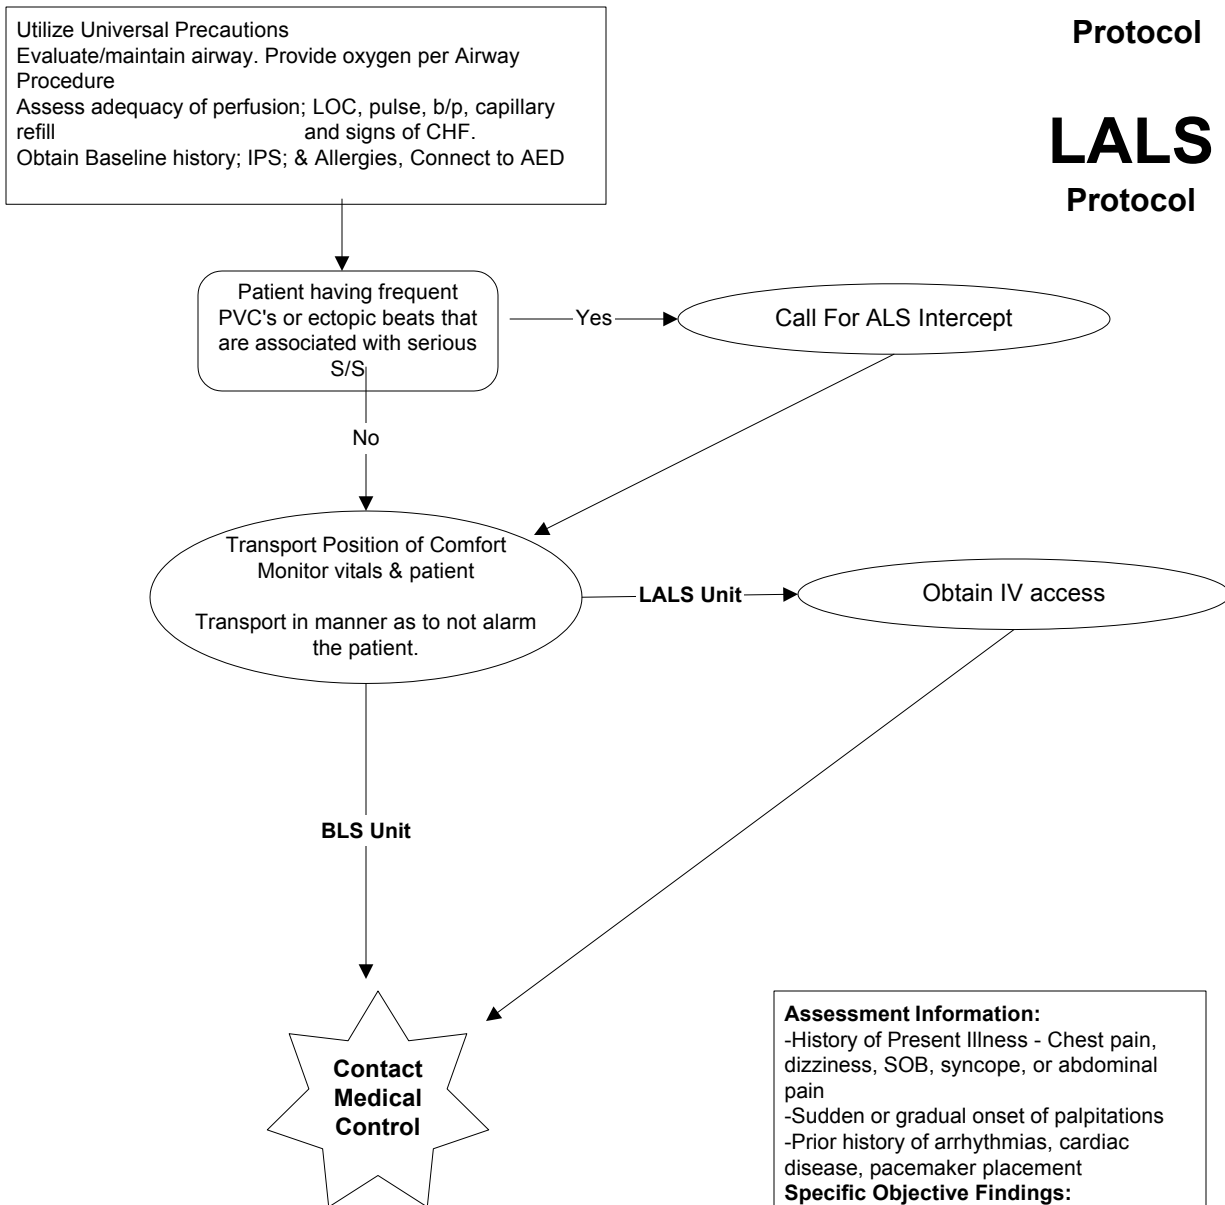 Utilize Universal Precautions
Evaluate/maintain airway. Provide oxygen per Airway
Procedure
Assess adequacy of perfusion; LOC, pulse, b/p, capillary
refill and signs of CHF.
Obtain Baseline history; IPS; & Allergies, Connect to AED
Protocol
LALS
Protocol
Patient having frequent
PVC's or ectopic beats that
are associated with serious
S/S
Yes
Call For ALS Intercept
No
Transport Position of Comfort
Monitor vitals & patient
Transport in manner as to not alarm
the patient.
LALS Unit
Obtain IV access
BLS Unit
Contact
Medical
Control
Assessment Information:
-History of Present Illness - Chest pain,
dizziness, SOB, syncope, or abdominal
pain
-Sudden or gradual onset of palpitations
-Prior history of arrhythmias, cardiac
disease, pacemaker placement
Specific Objective Findings: